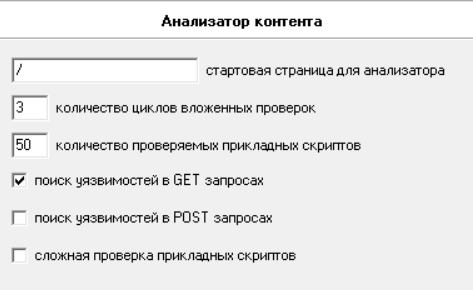 Анализатор контента
/ стартовая страница для анализатора
3 количество циклов вложенных проверок
50 количество проверяемых прикладных скриптов
поиск уязвимостей в GET запросах
поиск уязвимостей в POST запросах
сложная проверка прикладных скриптов